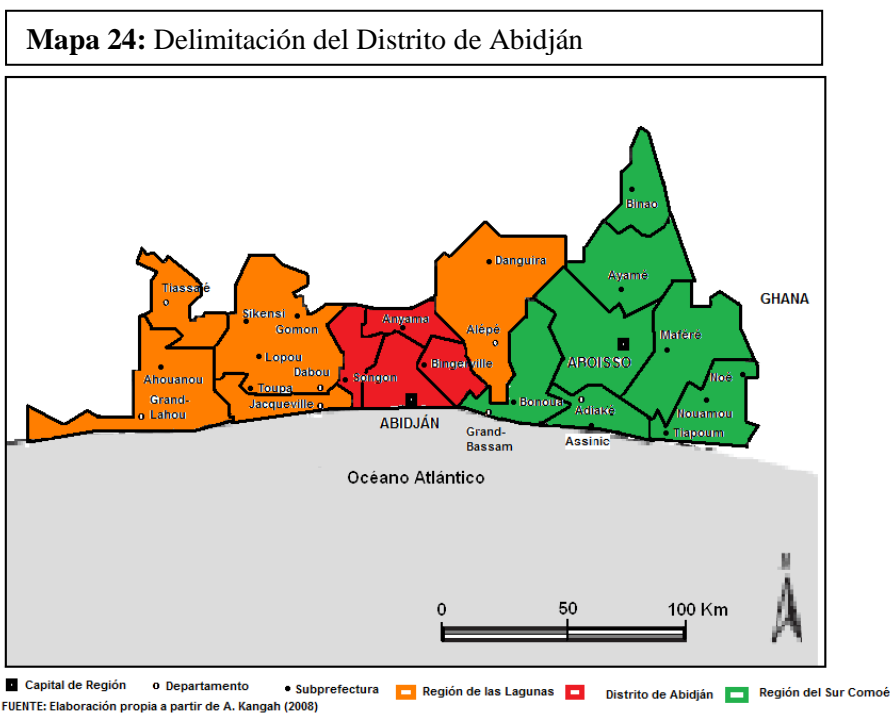 Mapa 24: Delimitación del Distrito de Abidján
Binao
Danguira
Ayamé
Tiassalé
GHANA
Sikensi
Gomon
Anyama
Alépé
Maféré
Lopou
AROISSO
Ahouanou
Dabou
Songon
Bingerville
Noé
Toupa
Grand-
Lahou
Jacqueville
Bonoua
Adiaké
Nouamou
ABIDJÁN
Grand-
Bassam
Assinic
Tiapoum
Océano Atlántico
N
0 50 100 Km
Capital de Región Departamento Subprefectura Región de las Lagunas Distrito de Abidján Región del Sur Comoé
FUENTE: Elaboración propia a partir de A. Kangah (2008)